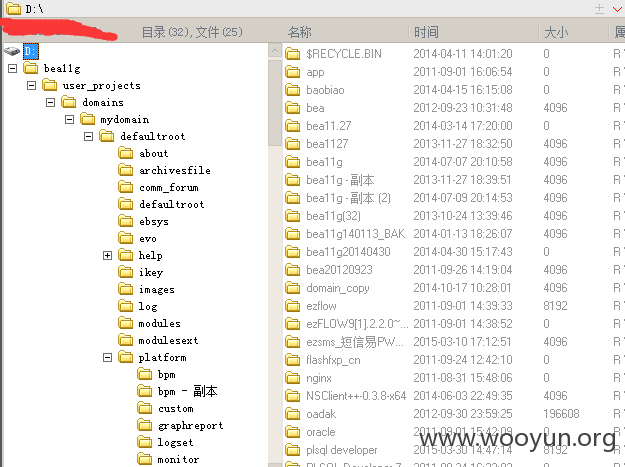 D:\
目录(32),文件(25)
名称 时间 大小 属
D:
bea11g
user_projects
domains
mydomain
defaultroot
about
archivesfile
comm_forum
defaultroot
ebsys
evo
help
ikey
images
log
modules
modulesext
platform
bpm
bpm - 副本
custom
graphreport
logset
monitor
$RECYCLE.BIN 2014-04-11 14:01:20 0 R
app 2011-09-01 16:06:54 0 R
baobiao 2014-04-15 16:15:08 0 R
bea 2012-09-23 10:31:48 4096 R
bea11.27 2014-03-14 17:20:00 0 R
bea1127 2013-11-27 18:32:50 4096 R
bea11g 2014-07-07 20:10:58 4096 R
bea11g - 副本 2013-11-27 18:39:51 4096 R
bea11g - 副本 (2) 2014-07-09 20:14:53 4096 R
bea11g(32) 2013-10-24 13:39:46 4096 R
bea11g140113_BAK 2014-01-13 18:26:07 4096 R
bea11g20140430 2014-04-30 15:17:43 0 R
bea20120923 2011-09-26 14:19:04 4096 R
domain_copy 2014-10-17 10:28:01 4096 R
ezflow 2011-09-01 14:39:33 8192 R
ezFLOW9[1].2.2.0~... 2011-09-01 14:38:52 0 R
ezsms_短信易PW... 2015-03-10 17:12:51 4096 R
flashfxp_cn 2011-09-24 12:42:10 0 R
nginx 2011-08-31 15:48:06 0 R
NSClient++-0.3.8-x64 2014-06-03 22:49:35 4096 R
oadak 2012-09-30 23:59:25 196608 R
oracle 2011-09-01 15:42:14 0 R
plsql developer 2011-09-01 15:47:09 8192 R
www.wooyun.org